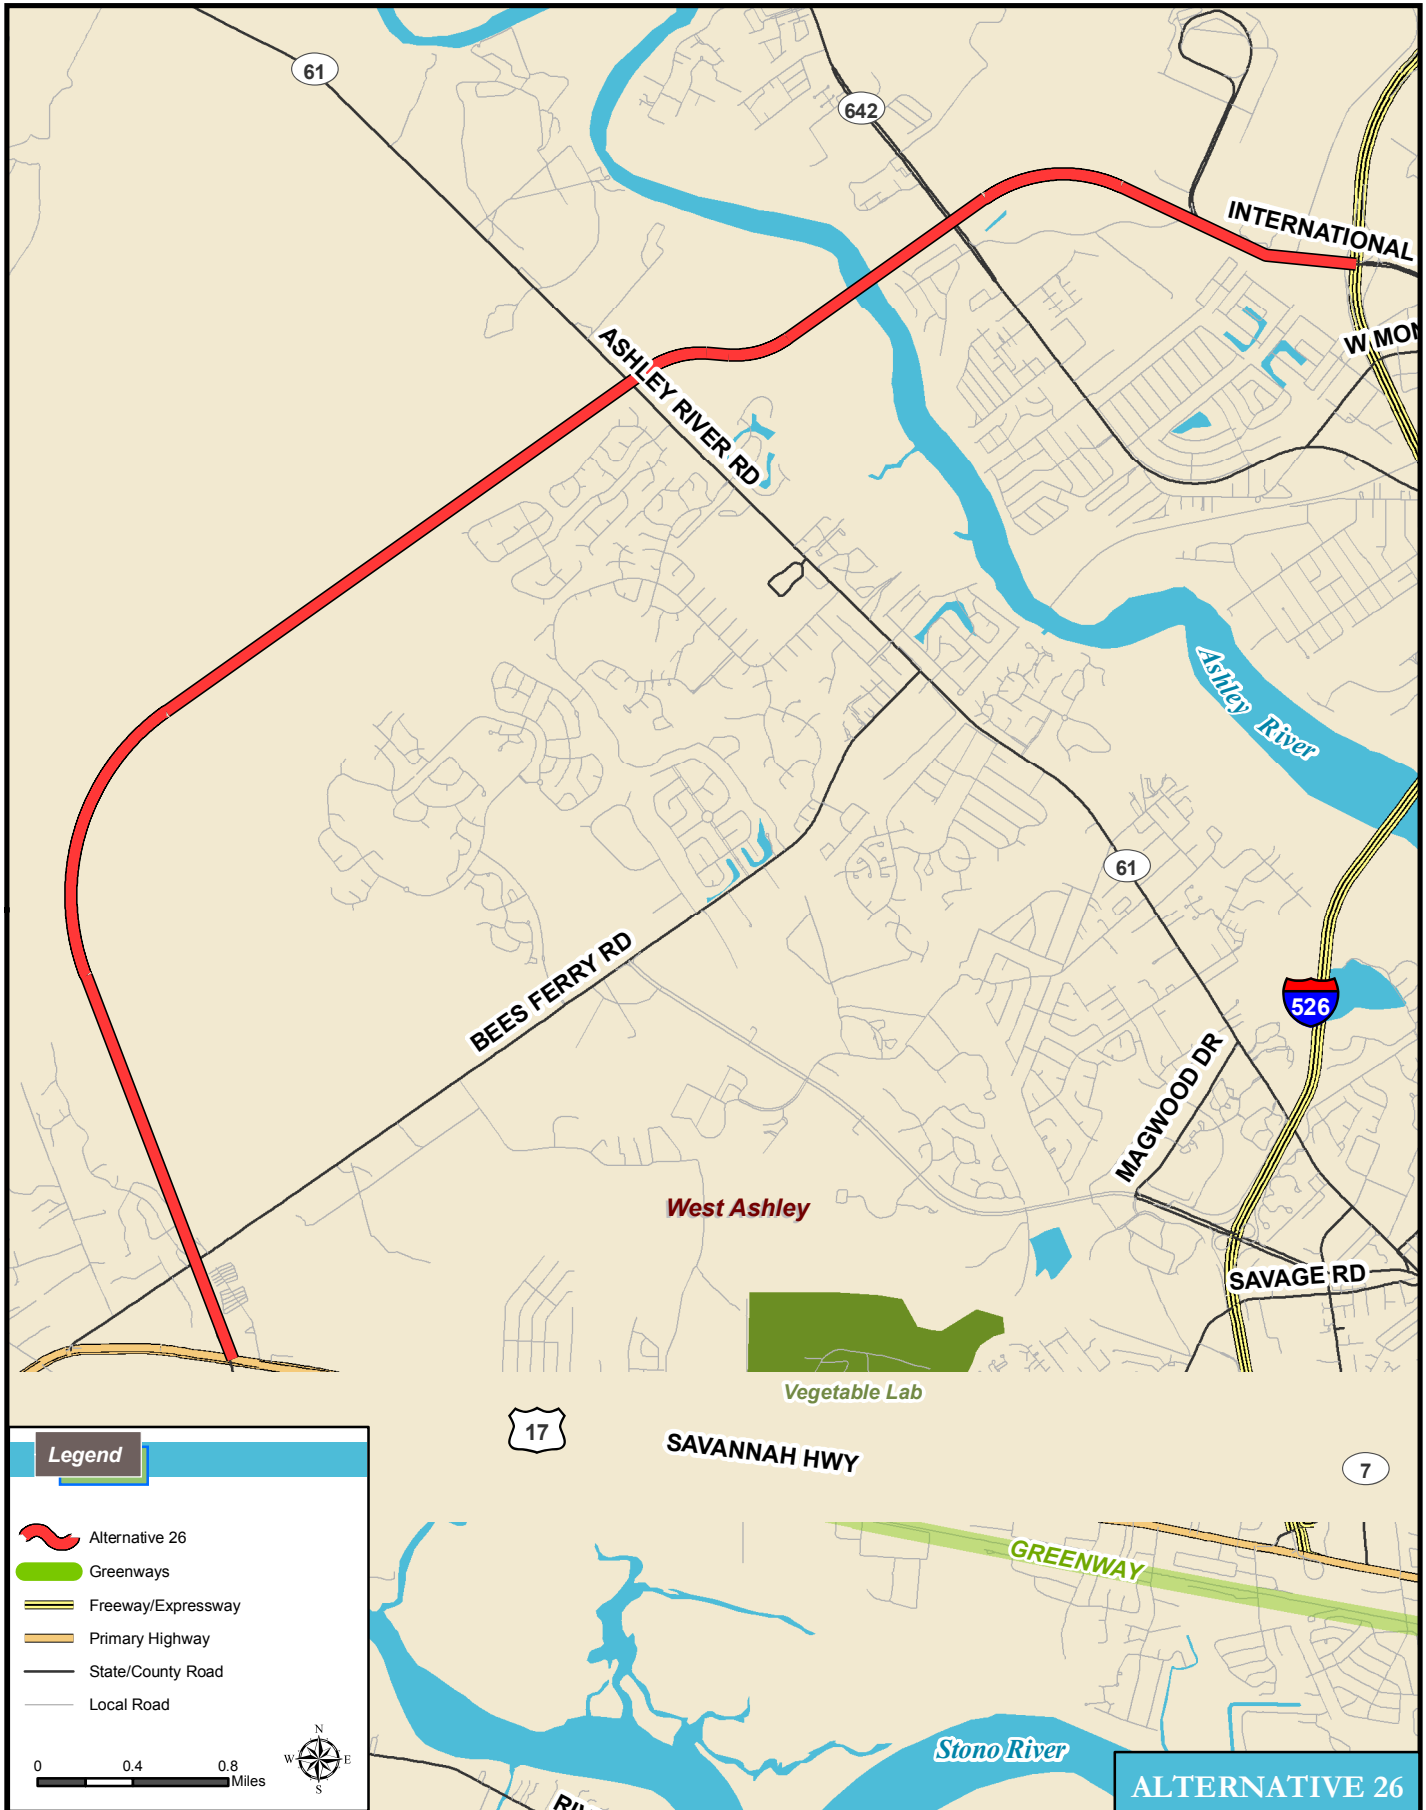 61
642
INTERNATIONAL
W MON
ASHLEY RIVER RD
Ashley River
61
BEES FERRY RD
526
MAGWOOD DR
West Ashley
SAVAGE RD
Vegetable Lab
17
SAVANNAH HWY
7
GREENWAY
Legend
Alternative 26
Greenways
Freeway/Expressway
Primary Highway
State/County Road
Local Road
N
W E
S
0 0.4 0.8
Miles
Stono River
RIV
ALTERNATIVE 26